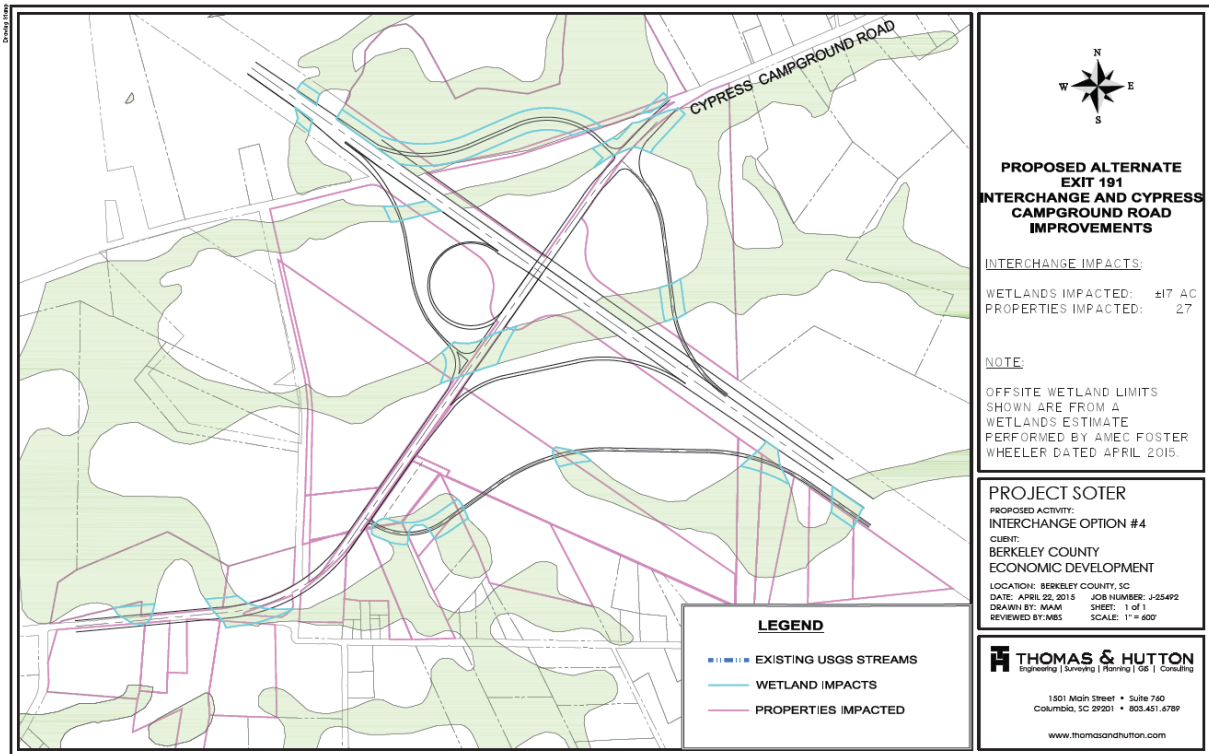 CYPRESS CAMPGROUND ROAD
N
W E
S
PROPOSED ALTERNATE
EXIT 191
INTERCHANGE AND CYPRESS
CAMPGROUND ROAD
IMPROVEMENTS
INTERCHANGE IMPACTS:
WETLANDS IMPACTED: ±17 AC
PROPERTIES IMPACTED: 27
NOTE:
OFFSITE WETLAND LIMITS
SHOWN ARE FROM A
WETLANDS ESTIMATE
PERFORMED BY AMEC FOSTER
WHEELER DATED APRIL 2015.
PROJECT SOTER
PROPOSED ACTIVITY:
INTERCHANGE OPTION #4
CLIENT:
BERKELEY COUNTY
ECONOMIC DEVELOPMENT
LOCATION: BERKELEY COUNTY, SC
DATE: APRIL 22, 2015 JOB NUMBER: J-25492
DRAWN BY: MAM SHEET: 1 of 1
REVIEWED BY:MBS SCALE: 1" = 600'
LEGEND
EXISTING USGS STREAMS
WETLAND IMPACTS
PROPERTIES IMPACTED
TH THOMAS & HUTTON
Engineering | Surveying | Planning | GIS | Consulting
1501 Main Street • Suite 760
Columbia, SC 29201 • 803.451.6789
www.thomasandhutton.com